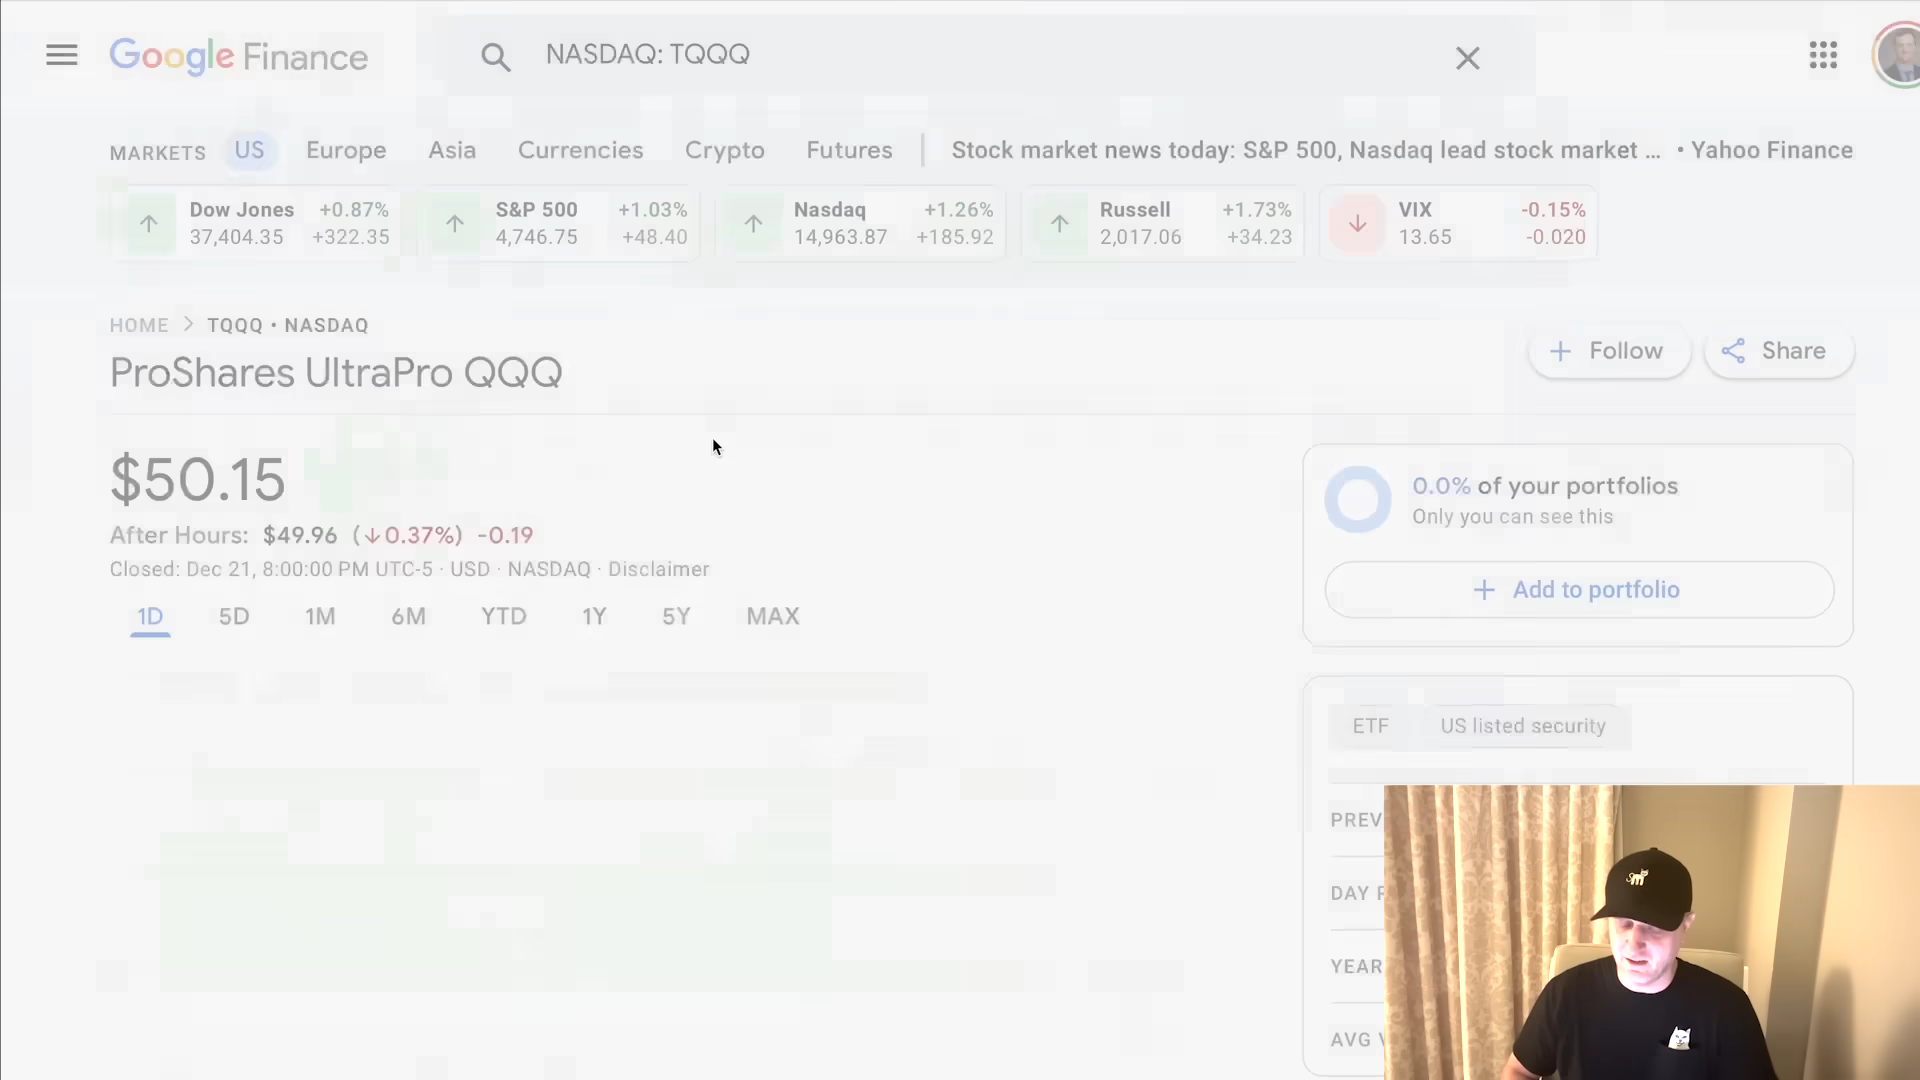 Google Finance
NASDAQ: TQQQ
MARKETS US Europe Asia Currencies Crypto Futures Stock market news today: S&P 500, Nasdaq lead stock market ... • Yahoo Finance
Dow Jones +0.87%
37,404.35 +322.35
S&P 500 +1.03%
4,746.75 +48.40
Nasdaq +1.26%
14,963.87 +185.92
Russell +1.73%
2,017.06 +34.23
VIX -0.15%
13.65 -0.020
HOME > TQQQ • NASDAQ
ProShares UltraPro QQQ
+ Follow
Share
$50.15
After Hours: $49.96 (↓0.37%) -0.19
Closed: Dec 21, 8:00:00 PM UTC-5 · USD · NASDAQ · Disclaimer
1D 5D 1M 6M YTD 1Y 5Y MAX
0.0% of your portfolios
Only you can see this
+ Add to portfolio
ETF US listed security
PREV
DAY
YEAR
AVG